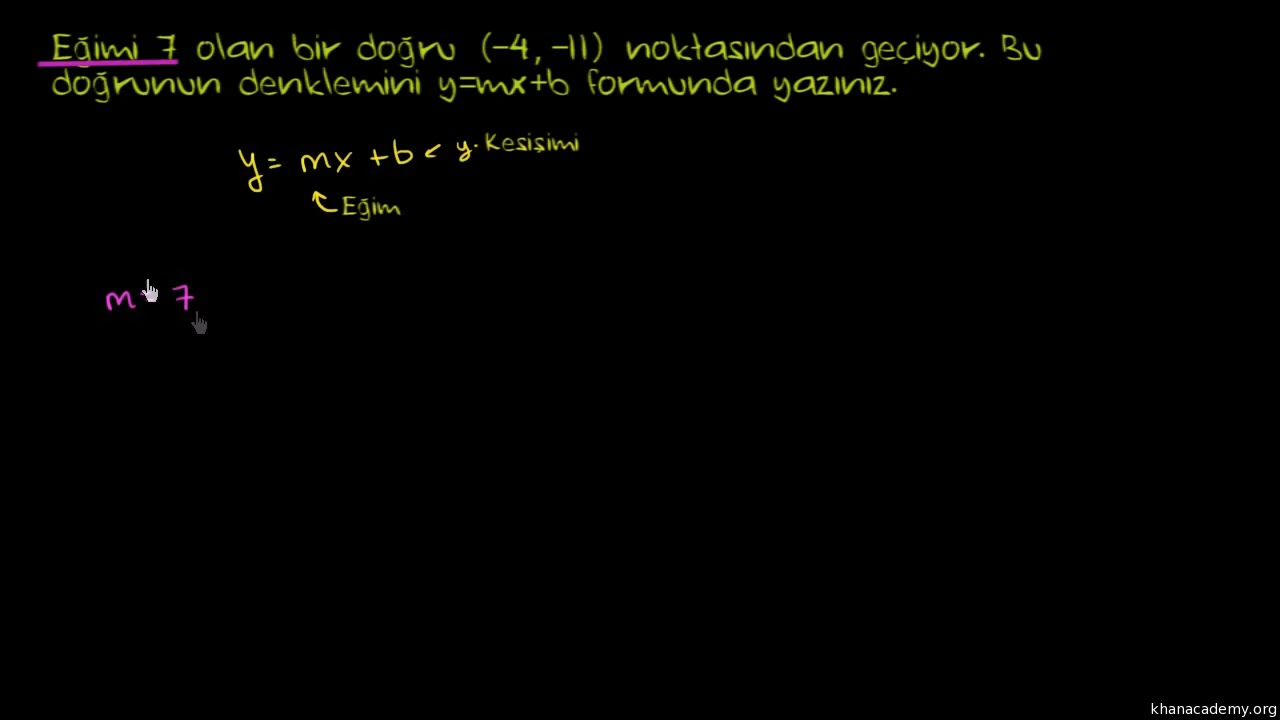 Eğimi 7 olan bir doğru (-4, -11) noktasından geçiyor. Bu
doğrunun denklemini y=mx+b formunda yazınız.
y = mx + b ← y. Kesişimi
Eğim
m = 7
khanacademy.org